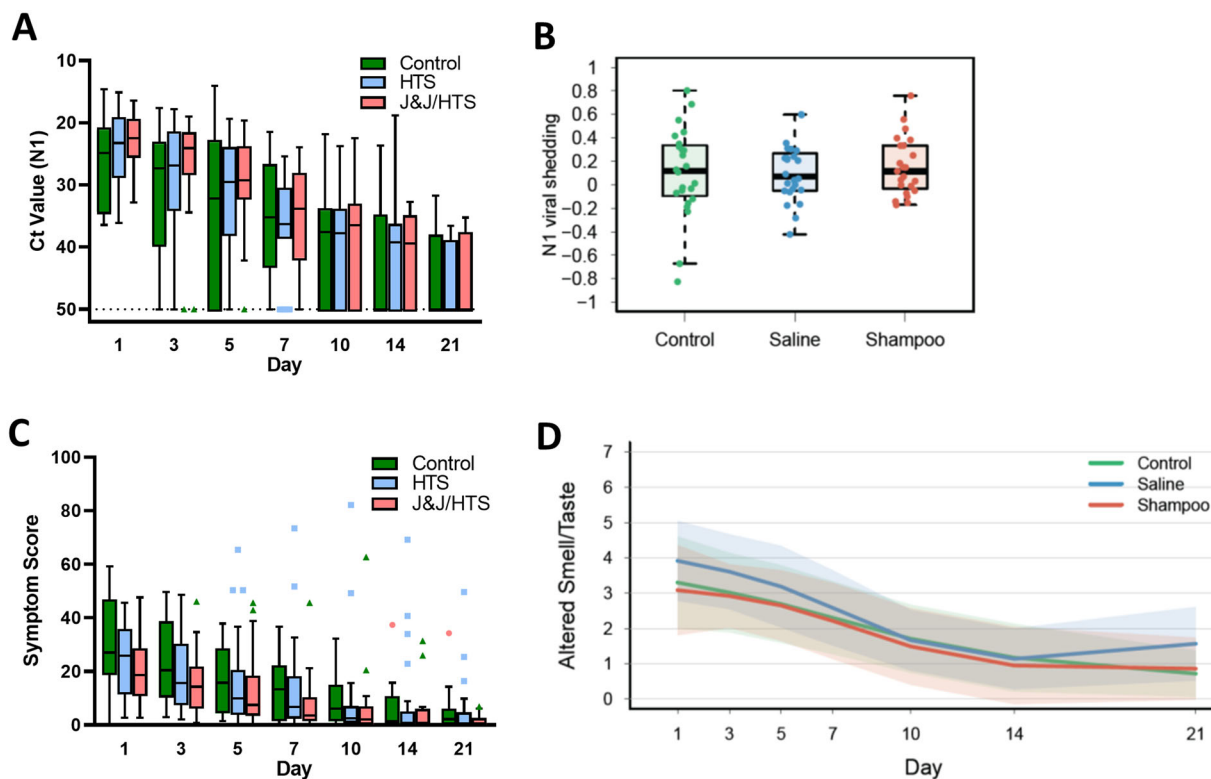 A
Control
HTS
J&J/HTS
10
20
30
40
50
Ct Value (N1)
1 3 5 7 10 14 21
Day
B
1
0.8
0.6
0.4
0.2
0
−0.2
−0.4
−0.6
−0.8
−1
N1 viral shedding
Control Saline Shampoo
C
Control
HTS
J&J/HTS
100
80
60
40
20
0
Symptom Score
1 3 5 7 10 14 21
Day
D
Control
Saline
Shampoo
7
6
5
4
3
2
1
0
Altered Smell/Taste
1 3 5 7 10 14 21
Day